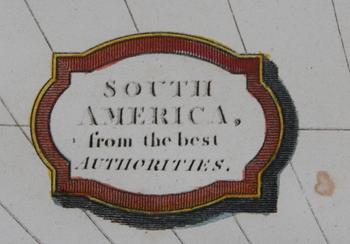 SOUTH
AMERICA,
from the best
AUTHORITIES.